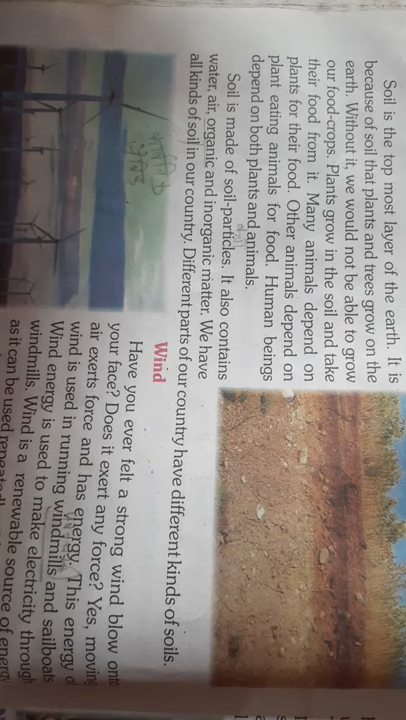 Soil is the top most layer of the earth. It is
because of soil that plants and trees grow on the
earth. Without it, we would not be able to grow
our food-crops. Plants grow in the soil and take
their food from it. Many animals depend on
plants for their food. Other animals depend on
plant eating animals for food. Human beings
depend on both plants and animals.
Soil is made of soil-particles. It also contains
water, air, organic and inorganic matter. We have
all kinds of soil in our country. Different parts of our country have different kinds of soils.
Wind
Have you ever felt a strong wind blow onto
your face? Does it exert any force? Yes, moving
air exerts force and has energy. This energy of
wind is used in running windmills and sailboats
Wind energy is used to make electricity through
windmills. Wind is a renewable source of energy
as it can be used repeatedly